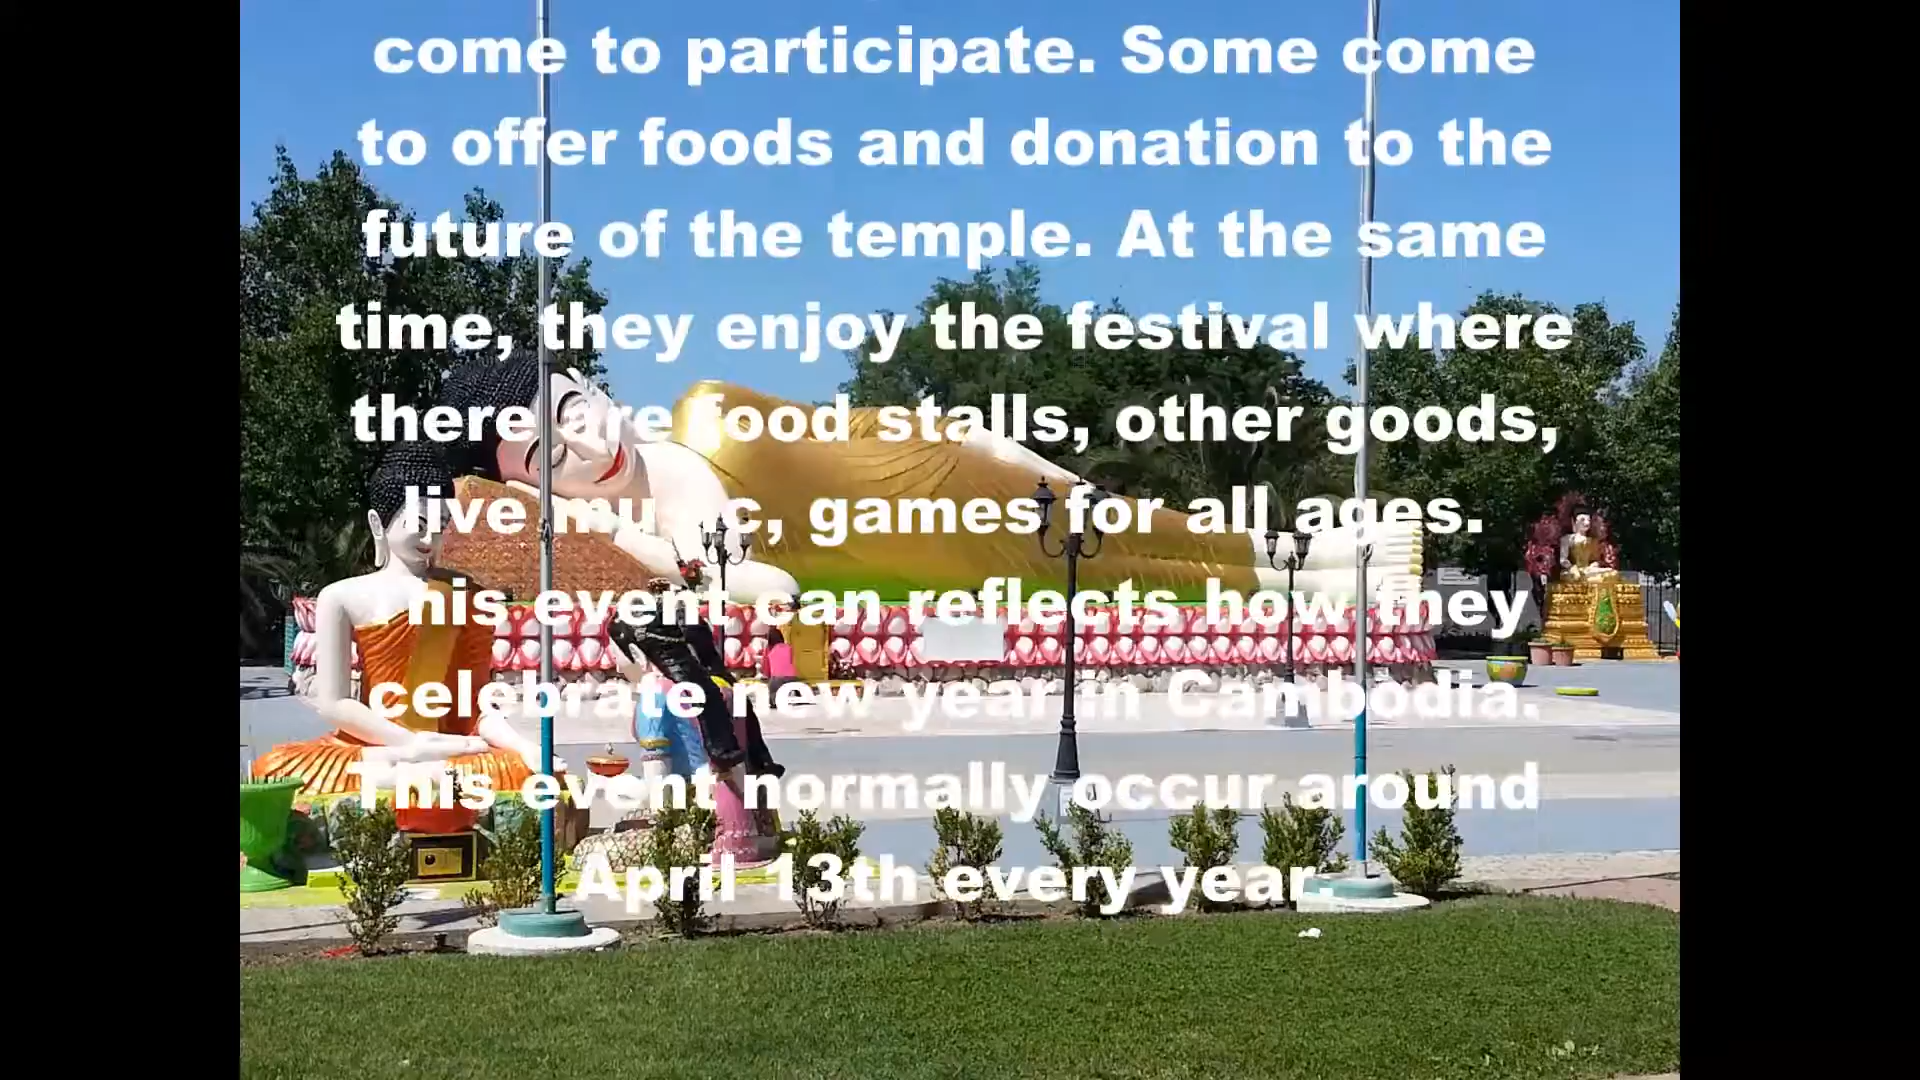 come to participate. Some come
to offer foods and donation to the
future of the temple. At the same
time, they enjoy the festival where
there are food stalls, other goods,
live music, games for all ages.
This event can reflects how they
celebrate new year in Cambodia.
This event normally occur around
April 13th every year.